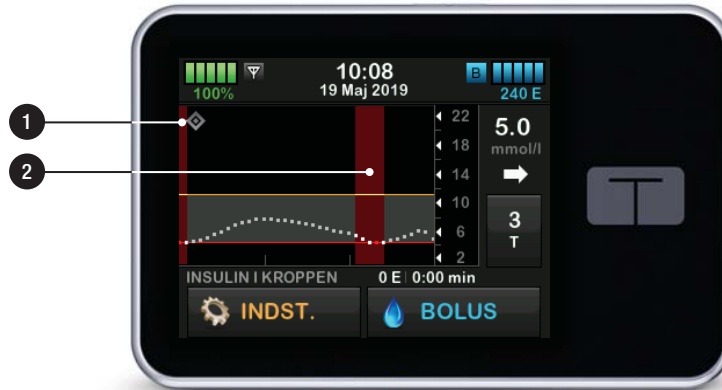 10:08
B
100%
19 Maj 2019
240 E
1
22
5.0
mmol/l
18
2
14
10
3
T
6
2
INSULIN I KROPPEN 0 E 0:00 min
INDST.
BOLUS